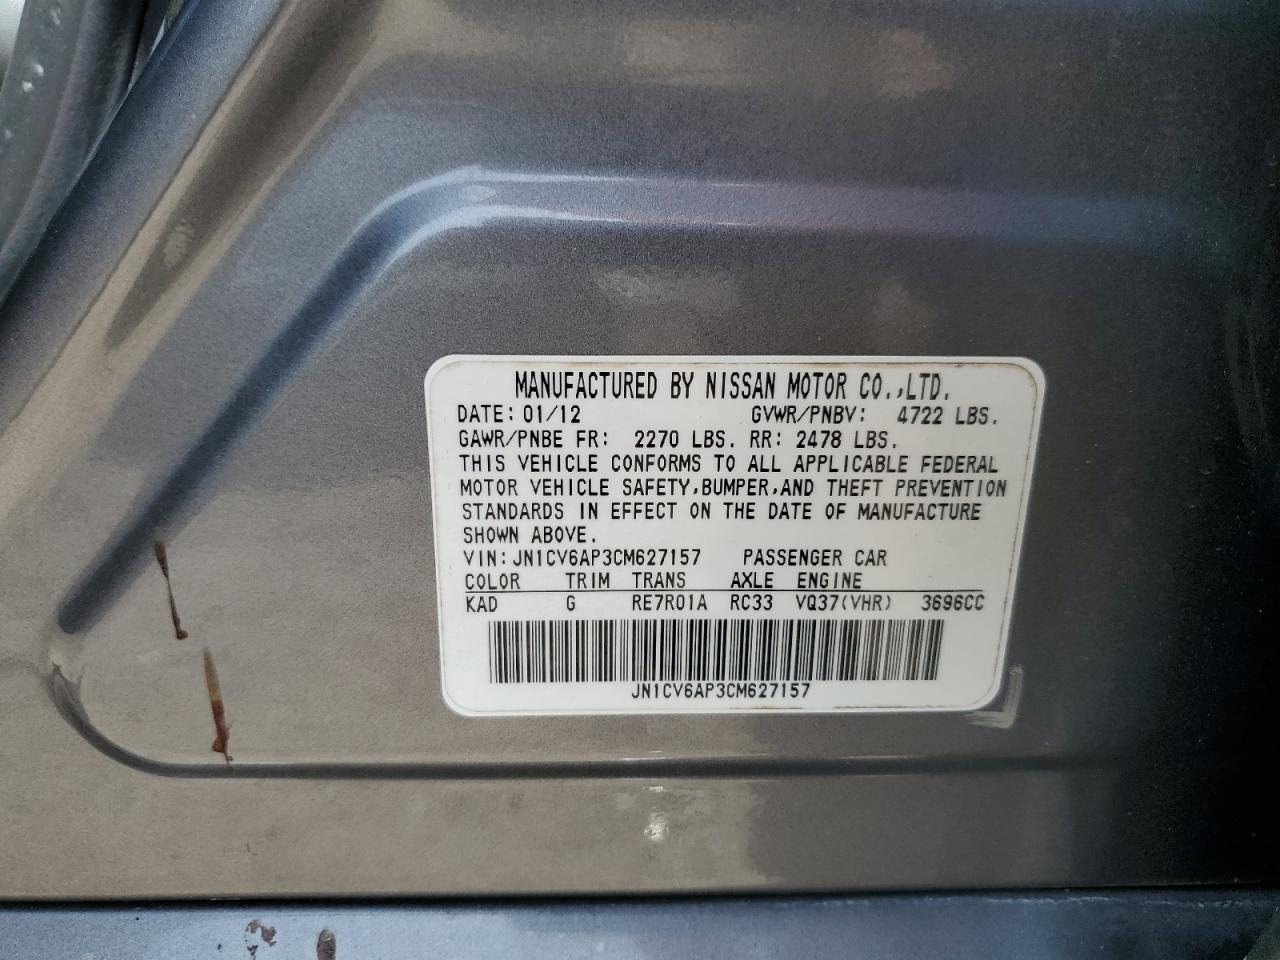 MANUFACTURED BY NISSAN MOTOR CO.,LTD.
DATE: 01/12 GVWR/PNBV: 4722 LBS.
GAWR/PNBE FR: 2270 LBS. RR: 2478 LBS.
THIS VEHICLE CONFORMS TO ALL APPLICABLE FEDERAL
MOTOR VEHICLE SAFETY,BUMPER,AND THEFT PREVENTION
STANDARDS IN EFFECT ON THE DATE OF MANUFACTURE
SHOWN ABOVE.
VIN: JN1CV6AP3CM627157 PASSENGER CAR
COLOR TRIM TRANS AXLE ENGINE
KAD G RE7R01A RC33 VQ37(VHR) 3696CC
JN1CV6AP3CM627157